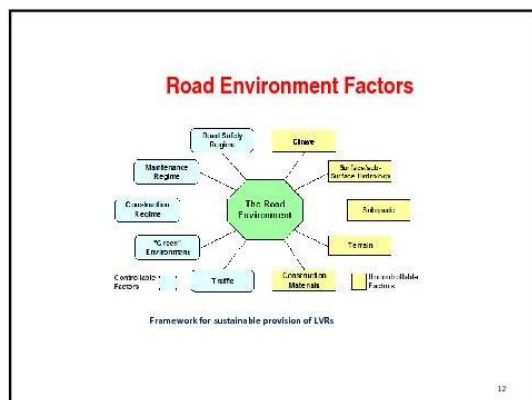 Road Environment Factors
Road Safety
Regime
Climate
Maintenance
Regime
Surface/sub-
Surface Hydrology
The Road
Environment
Construction
Regime
Subgrade
"Green"
Environment
Terrain
Controllable
Factors
Traffic
Construction
Materials
Uncontrollable
Factors
Framework for sustainable provision of LVRs
12